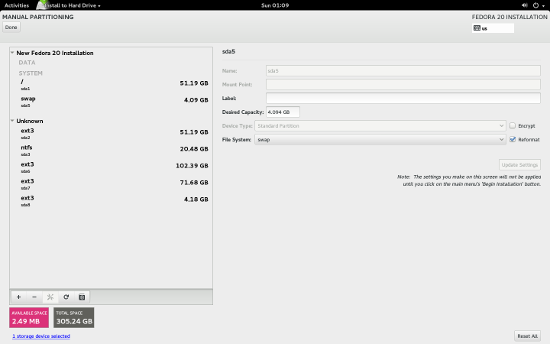 Activities
Install to Hard Drive
Sun 01:09
MANUAL PARTITIONING
FEDORA 20 INSTALLATION
Done
us
New Fedora 20 Installation
DATA
SYSTEM
/
51.19 GB
sda1
swap
4.09 GB
sda5
Unknown
ext3
51.19 GB
sda2
ntfs
20.48 GB
sda3
ext3
102.39 GB
sda6
ext3
71.68 GB
sda7
ext3
4.18 GB
sda8
AVAILABLE SPACE
2.49 MB
TOTAL SPACE
305.24 GB
1 storage device selected
sda5
Name:
sda5
Mount Point:
Label:
Desired Capacity:
4.094 GB
Device Type:
Standard Partition
Encrypt
File System:
swap
Reformat
Update Settings
Note: The settings you make on this screen will not be applied
until you click on the main menu's 'Begin Installation' button.
Reset All